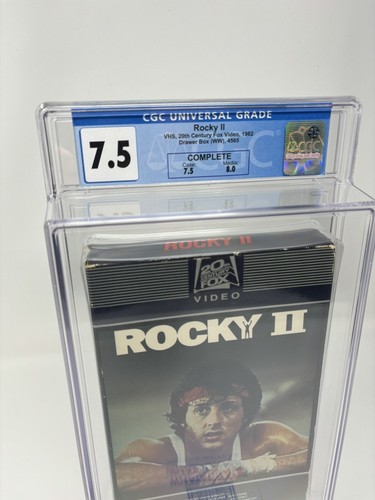 CGC UNIVERSAL GRADE
7.5
Rocky II
VHS, 20th Century Fox Video, 1982
Drawer Box (WW), 4565
COMPLETE
Case: Media:
7.5 8.0
CGC
ROCKY II
20th
CENTURY
FOX
VIDEO
ROCKY II